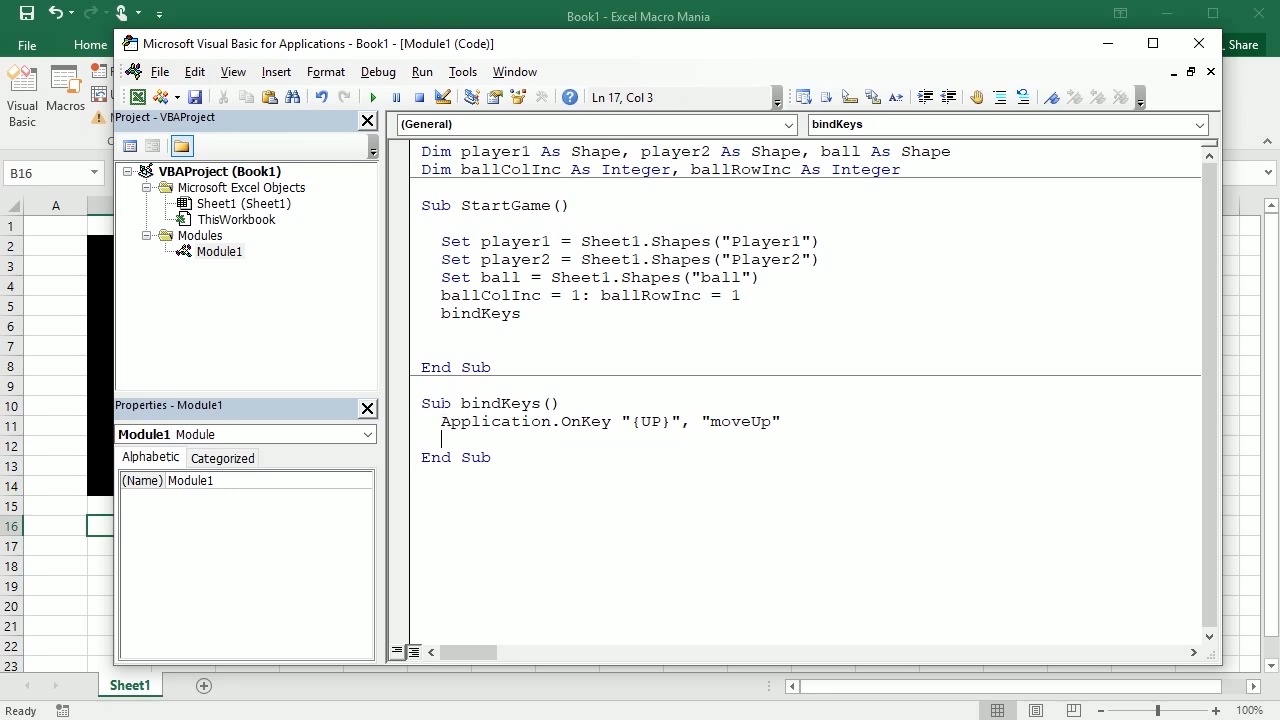 Book1 - Excel Macro Mania
File
Home
Share
Visual
Basic
Macros
B16
Microsoft Visual Basic for Applications - Book1 - [Module1 (Code)]
File Edit View Insert Format Debug Run Tools Window
Ln 17, Col 3
Project - VBAProject
VBAProject (Book1)
Microsoft Excel Objects
Sheet1 (Sheet1)
ThisWorkbook
Modules
Module1
Properties - Module1
Module1 Module
Alphabetic Categorized
(Name) Module1
(General) bindKeys
Dim player1 As Shape, player2 As Shape, ball As Shape
Dim ballColInc As Integer, ballRowInc As Integer
Sub StartGame()
Set player1 = Sheet1.Shapes("Player1")
Set player2 = Sheet1.Shapes("Player2")
Set ball = Sheet1.Shapes("ball")
ballColInc = 1: ballRowInc = 1
bindKeys
End Sub
Sub bindKeys()
Application.OnKey "{UP}", "moveUp"
End Sub
A
1
2
3
4
5
6
7
8
9
10
11
12
13
14
15
16
17
18
19
20
21
22
23
Sheet1
Ready
100%